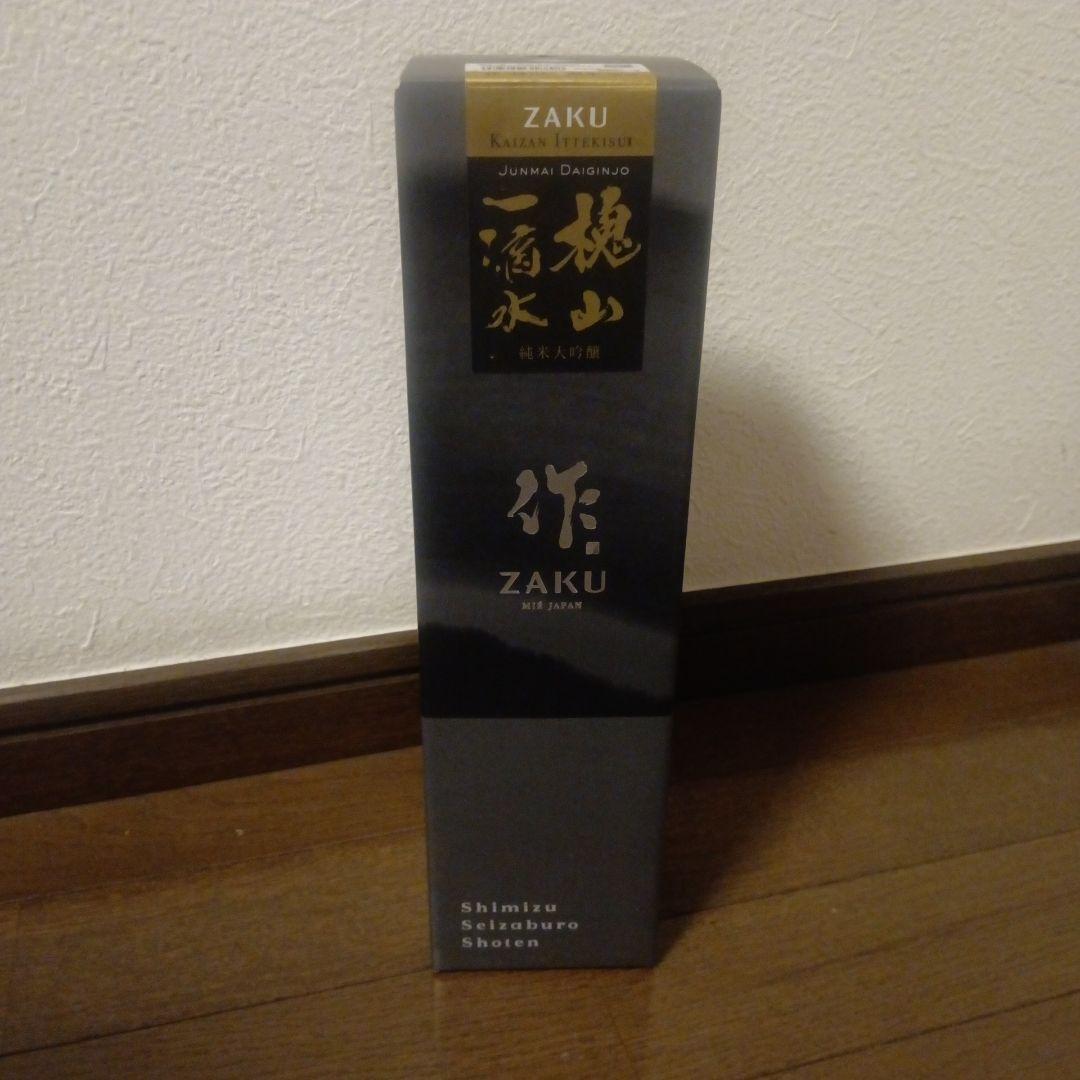 ZAKU
KAIZAN ITTEKISUI
JUNMAI DAIGINJO
槐山
一滴水
純米大吟醸
作
ZAKU
MIE JAPAN
Shimizu
Seizaburo
Shoten